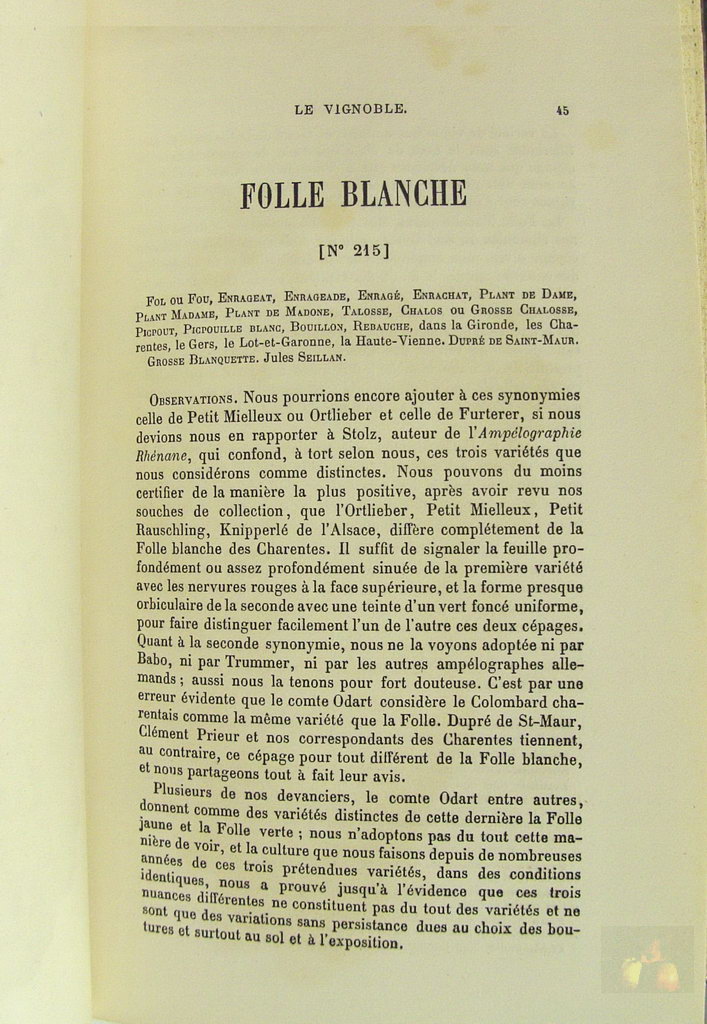 LE VIGNOBLE. 45
FOLLE BLANCHE
[N° 215]
FOL OU FOU, ENRAGEAT, ENRAGEADE, ENRAGÉ, ENRACHAT, PLANT DE DAME,
PLANT MADAME, PLANT DE MADONE, TALOSSE, CHALOS OU GROSSE CHALOSSE,
PICPOUT, PICPOUILLE BLANC, BOUILLON, REBAUCHE, dans la Gironde, les Cha-
rentes, le Gers, le Lot-et-Garonne, la Haute-Vienne. DUPRÉ DE SAINT-MAUR.
GROSSE BLANQUETTE. Jules SEILLAN.
OBSERVATIONS. Nous pourrions encore ajouter à ces synonymies
celle de Petit Mielleux ou Ortlieber et celle de Furterer, si nous
devions nous en rapporter à Stolz, auteur de l'Ampélographie
Rhénane, qui confond, à tort selon nous, ces trois variétés que
nous considérons comme distinctes. Nous pouvons du moins
certifier de la manière la plus positive, après avoir revu nos
souches de collection, que l'Ortlieber, Petit Mielleux, Petit
Rauschling, Knipperlé de l'Alsace, diffère complétement de la
Folle blanche des Charentes. Il suffit de signaler la feuille pro-
fondément ou assez profondément sinuée de la première variété
avec les nervures rouges à la face supérieure, et la forme presque
orbiculaire de la seconde avec une teinte d'un vert foncé uniforme,
pour faire distinguer facilement l'un de l'autre ces deux cépages.
Quant à la seconde synonymie, nous ne la voyons adoptée ni par
Babo, ni par Trummer, ni par les autres ampélographes alle-
mands ; aussi nous la tenons pour fort douteuse. C'est par une
erreur évidente que le comte Odart considère le Colombard cha-
rentais comme la même variété que la Folle. Dupré de St-Maur,
Clément Prieur et nos correspondants des Charentes tiennent,
au contraire, ce cépage pour tout différent de la Folle blanche,
et nous partageons tout à fait leur avis.
Plusieurs de nos devanciers, le comte Odart entre autres,
donnent comme des variétés distinctes de cette dernière la Folle
jaune et la Folle verte ; nous n'adoptons pas du tout cette ma-
nière de voir, et la culture que nous faisons depuis de nombreuses
années de ces trois prétendues variétés, dans des conditions
identiques, nous a prouvé jusqu'à l'évidence que ces trois
nuances différentes ne constituent pas du tout des variétés et ne
sont que des variations sans persistance dues au choix des bou-
tures et surtout au sol et à l'exposition.